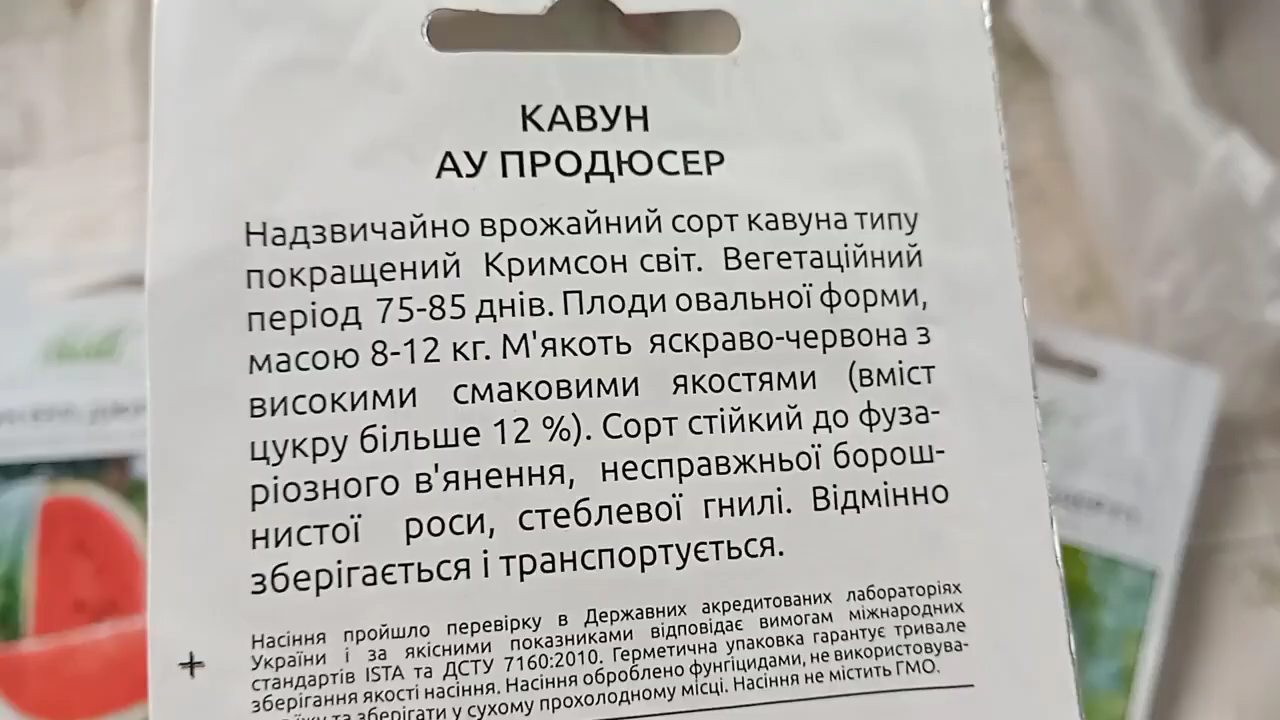 КАВУН
АУ ПРОДЮСЕР
Надзвичайно врожайний сорт кавуна типу
покращений Кримсон світ. Вегетаційний
період 75-85 днів. Плоди овальної форми,
масою 8-12 кг. М'якоть яскраво-червона з
високими смаковими якостями (вміст
цукру більше 12 %). Сорт стійкий до фуза-
ріозного в'янення, несправжньої борош-
нистої роси, стеблевої гнилі. Відмінно
зберігається і транспортується.
Насіння пройшло перевірку в Державних акредитованих лабораторіях
України і за якісними показниками відповідає вимогам міжнародних
стандартів ISTA та ДСТУ 7160:2010. Герметична упаковка гарантує тривале
зберігання якості насіння. Насіння оброблено фунгіцидами, не використовува-
та зберігати у сухому прохолодному місці. Насіння не містить ГМО.